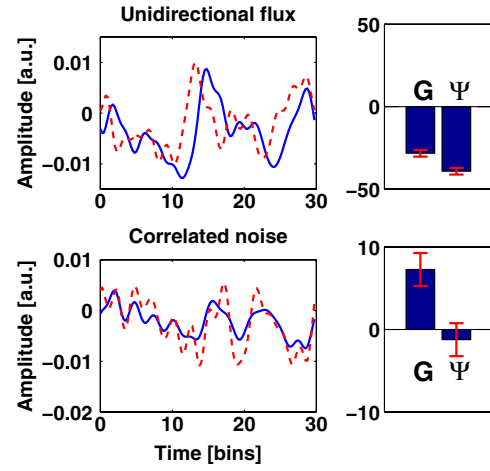 Unidirectional flux
Amplitude [a.u.]
0.01
0
−0.01
0 10 20 30
50
0
−50
G Ψ
Correlated noise
Amplitude [a.u.]
0.01
0
−0.01
−0.02
0 10 20 30
Time [bins]
10
0
−10
G Ψ